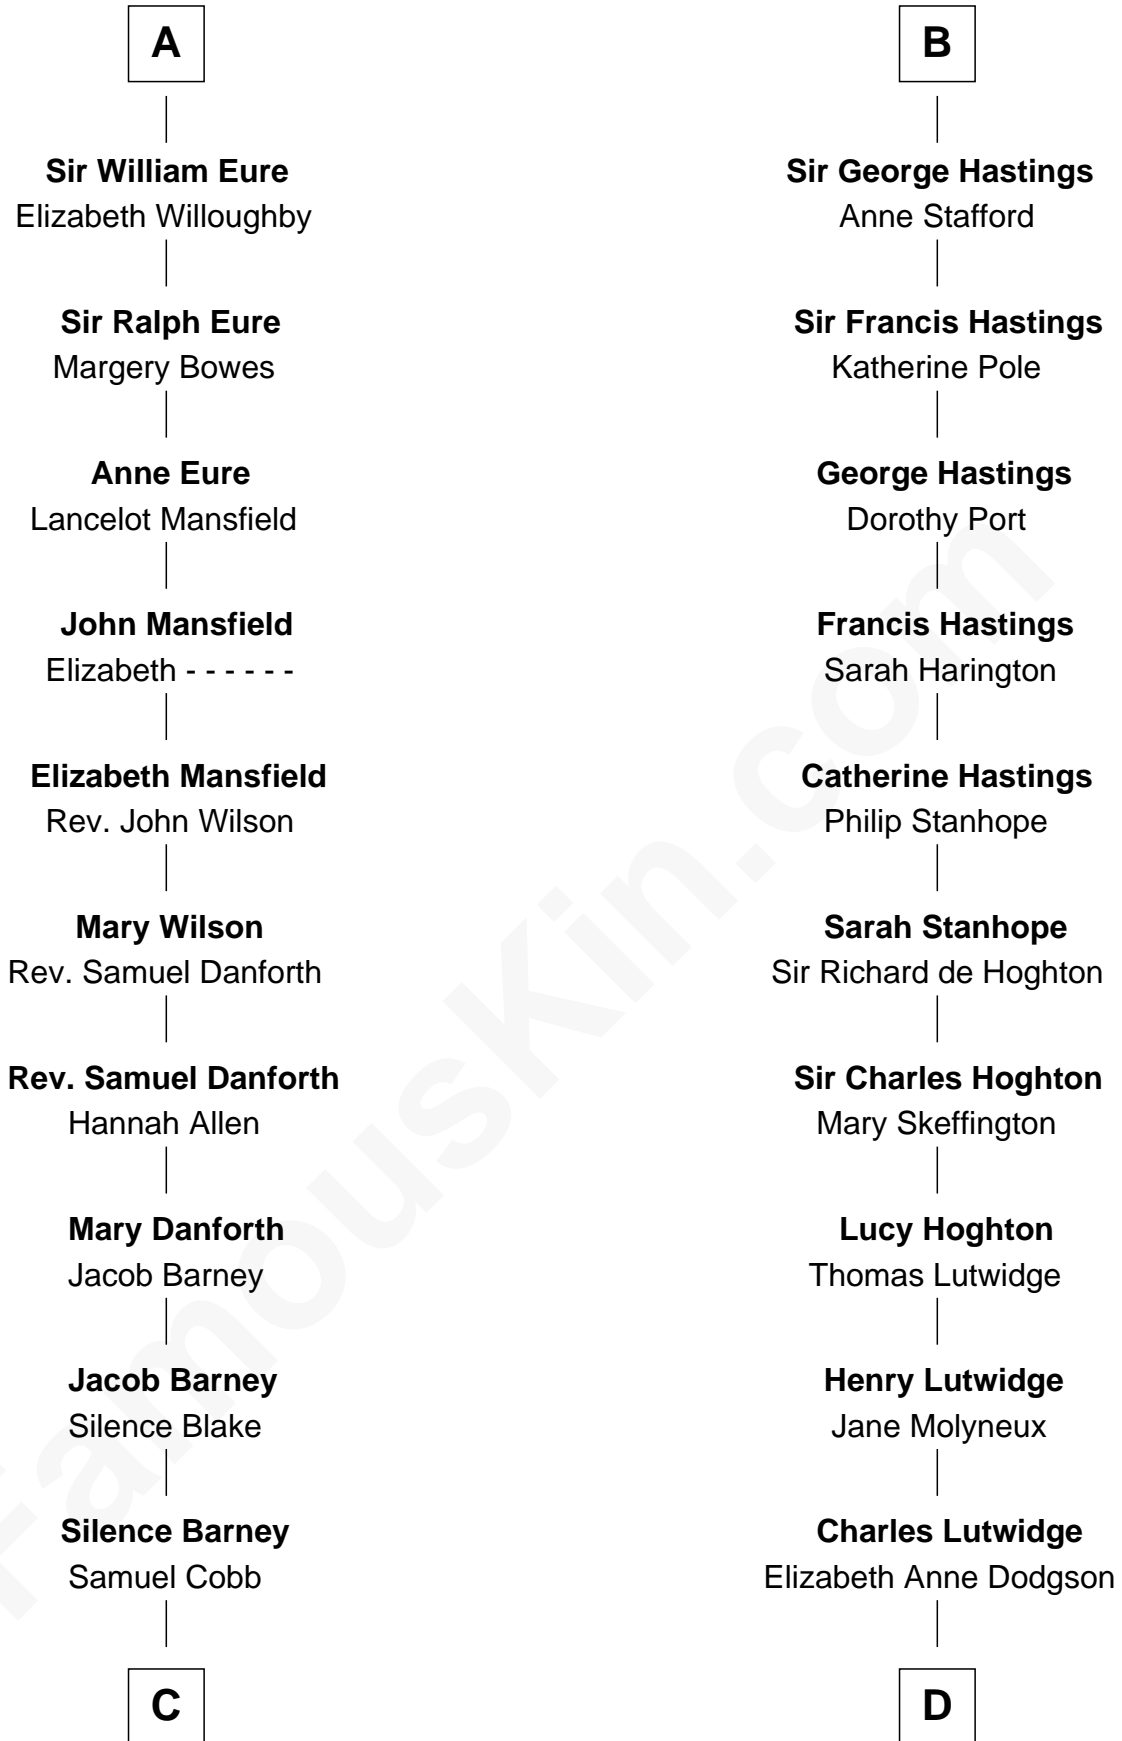 A
Sir William Eure
Elizabeth Willoughby
Sir Ralph Eure
Margery Bowes
Anne Eure
Lancelot Mansfield
John Mansfield
Elizabeth - - - - - -
Elizabeth Mansfield
Rev. John Wilson
Mary Wilson
Rev. Samuel Danforth
Rev. Samuel Danforth
Hannah Allen
Mary Danforth
Jacob Barney
Jacob Barney
Silence Blake
Silence Barney
Samuel Cobb
C
B
Sir George Hastings
Anne Stafford
Sir Francis Hastings
Katherine Pole
George Hastings
Dorothy Port
Francis Hastings
Sarah Harington
Catherine Hastings
Philip Stanhope
Sarah Stanhope
Sir Richard de Hoghton
Sir Charles Hoghton
Mary Skeffington
Lucy Hoghton
Thomas Lutwidge
Henry Lutwidge
Jane Molyneux
Charles Lutwidge
Elizabeth Anne Dodgson
D
FamousKin.com